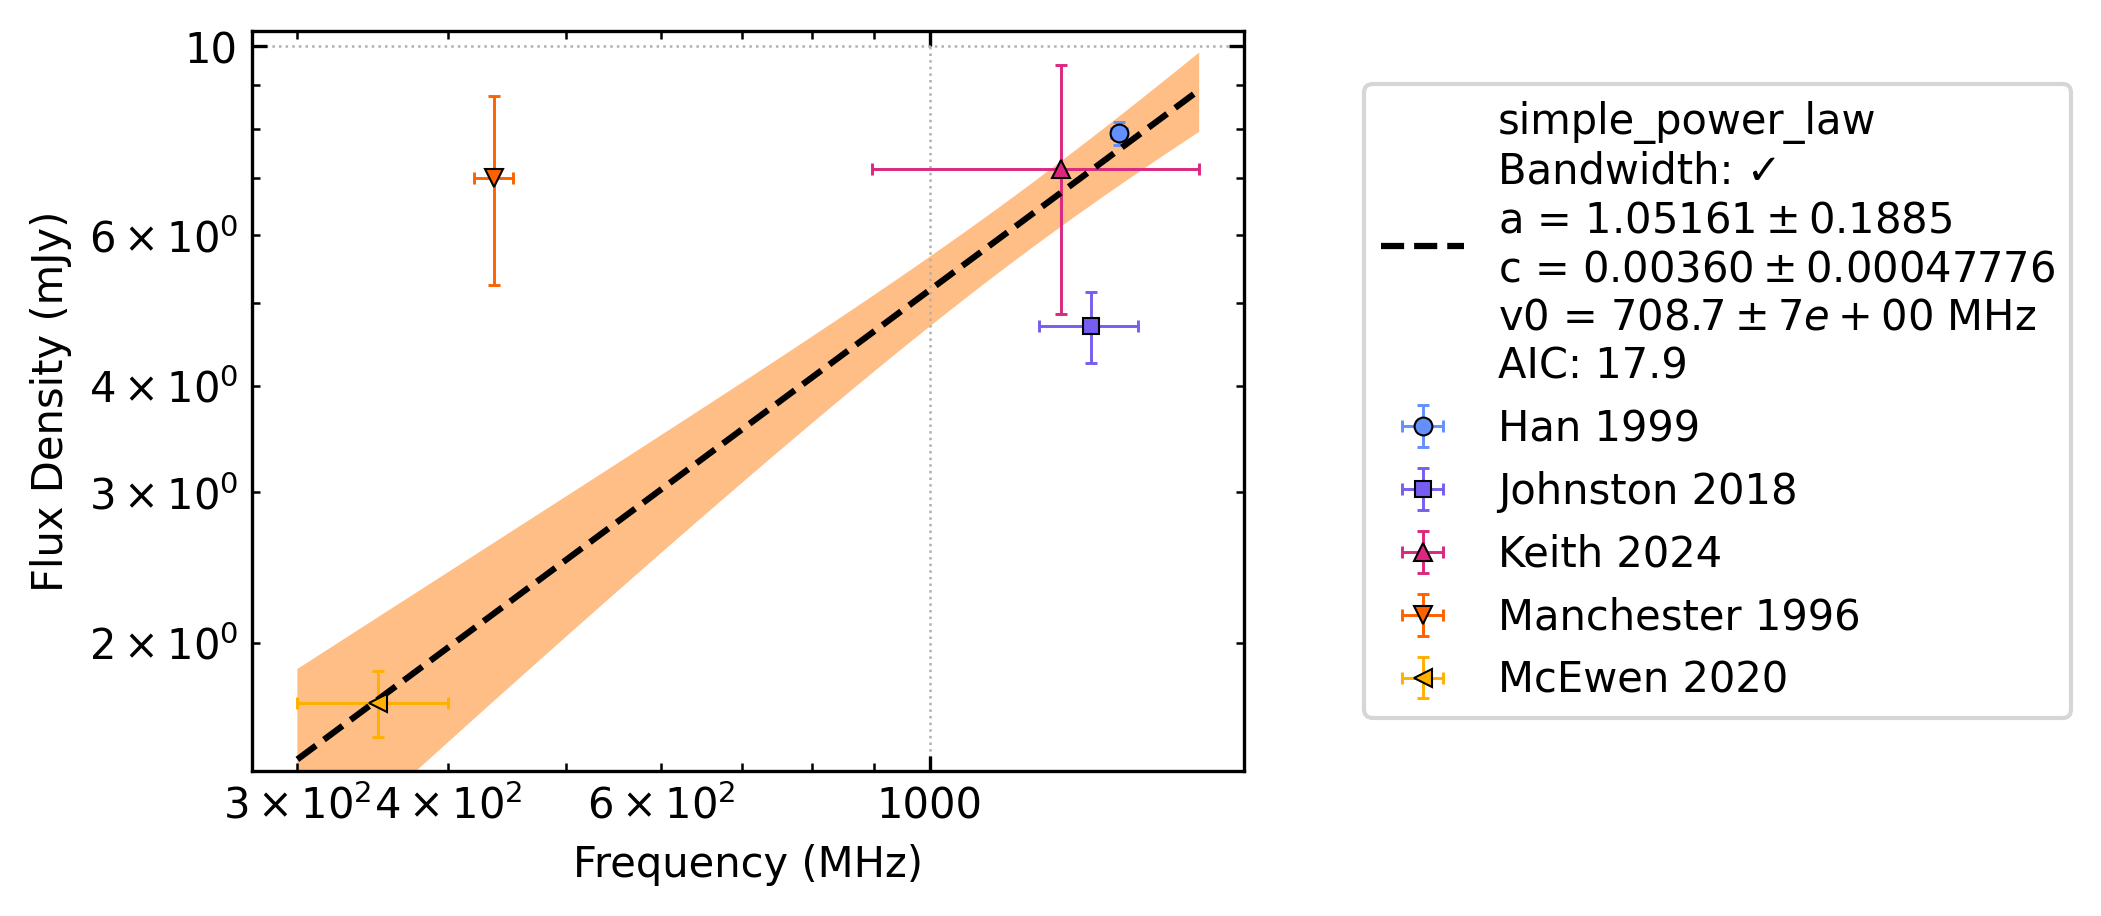 10
6 × 10⁰
4 × 10⁰
3 × 10⁰
2 × 10⁰
Flux Density (mJy)
3 × 10² 4 × 10² 6 × 10² 1000
Frequency (MHz)
simple_power_law
Bandwidth: ✓
a = 1.05161 ± 0.1885
c = 0.00360 ± 0.00047776
v0 = 708.7 ± 7e + 00 MHz
AIC: 17.9
Han 1999
Johnston 2018
Keith 2024
Manchester 1996
McEwen 2020